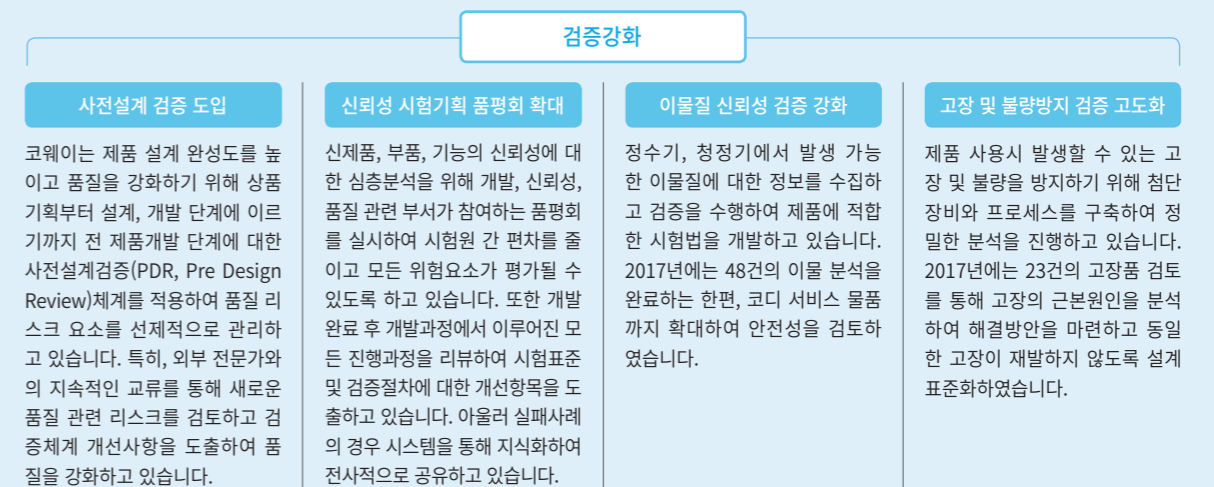 검증강화
사전설계 검증 도입
코웨이는 제품 설계 완성도를 높
이고 품질을 강화하기 위해 상품
기획부터 설계, 개발 단계에 이르
기까지 전 제품개발 단계에 대한
사전설계검증(PDR, Pre Design
Review)체계를 적용하여 품질 리
스크 요소를 선제적으로 관리하
고 있습니다. 특히, 외부 전문가와
의 지속적인 교류를 통해 새로운
품질 관련 리스크를 검토하고 검
증체계 개선사항을 도출하여 품
질을 강화하고 있습니다.
신뢰성 시험기획 품평회 확대
신제품, 부품, 기능의 신뢰성에 대
한 심층분석을 위해 개발, 신뢰성,
품질 관련 부서가 참여하는 품평회
를 실시하여 시험원 간 편차를 줄
이고 모든 위험요소가 평가될 수
있도록 하고 있습니다. 또한 개발
완료 후 개발과정에서 이루어진 모
든 진행과정을 리뷰하여 시험표준
및 검증절차에 대한 개선항목을 도
출하고 있습니다. 아울러 실패사례
의 경우 시스템을 통해 지식화하여
전사적으로 공유하고 있습니다.
이물질 신뢰성 검증 강화
정수기, 청정기에서 발생 가능
한 이물질에 대한 정보를 수집하
고 검증을 수행하여 제품에 적합
한 시험법을 개발하고 있습니다.
2017년에는 48건의 이물 분석을
완료하는 한편, 코디 서비스 물품
까지 확대하여 안전성을 검토하
였습니다.
고장 및 불량방지 검증 고도화
제품 사용시 발생할 수 있는 고
장 및 불량을 방지하기 위해 첨단
장비와 프로세스를 구축하여 정
밀한 분석을 진행하고 있습니다.
2017년에는 23건의 고장품 검토
를 통해 고장의 근본원인을 분석
하여 해결방안을 마련하고 동일
한 고장이 재발하지 않도록 설계
표준화하였습니다.